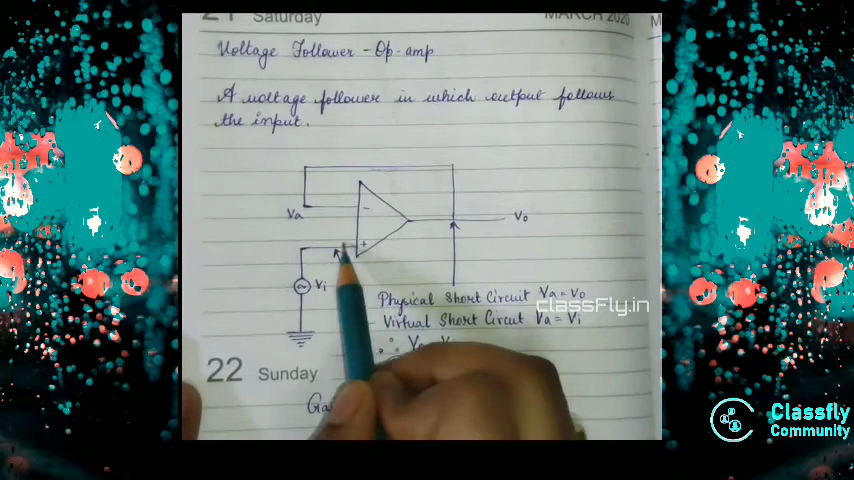 21 Saturday MARCH 2020 M
Voltage Follower - Op-amp
A voltage follower in which output follows
the input.
Va
-
Vo
+
Vi
Physical Short Circuit Va = Vo
classFly.in
Virtual Short Circuit Va = Vi
22 Sunday
Classfly
Community